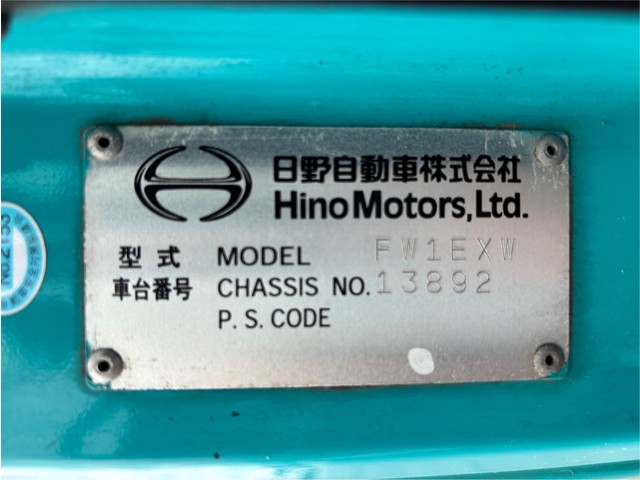 日野自動車株式会社
Hino Motors, Ltd.
型式 MODEL FW1EXW
車台番号 CHASSIS NO. 13892
P. S. CODE